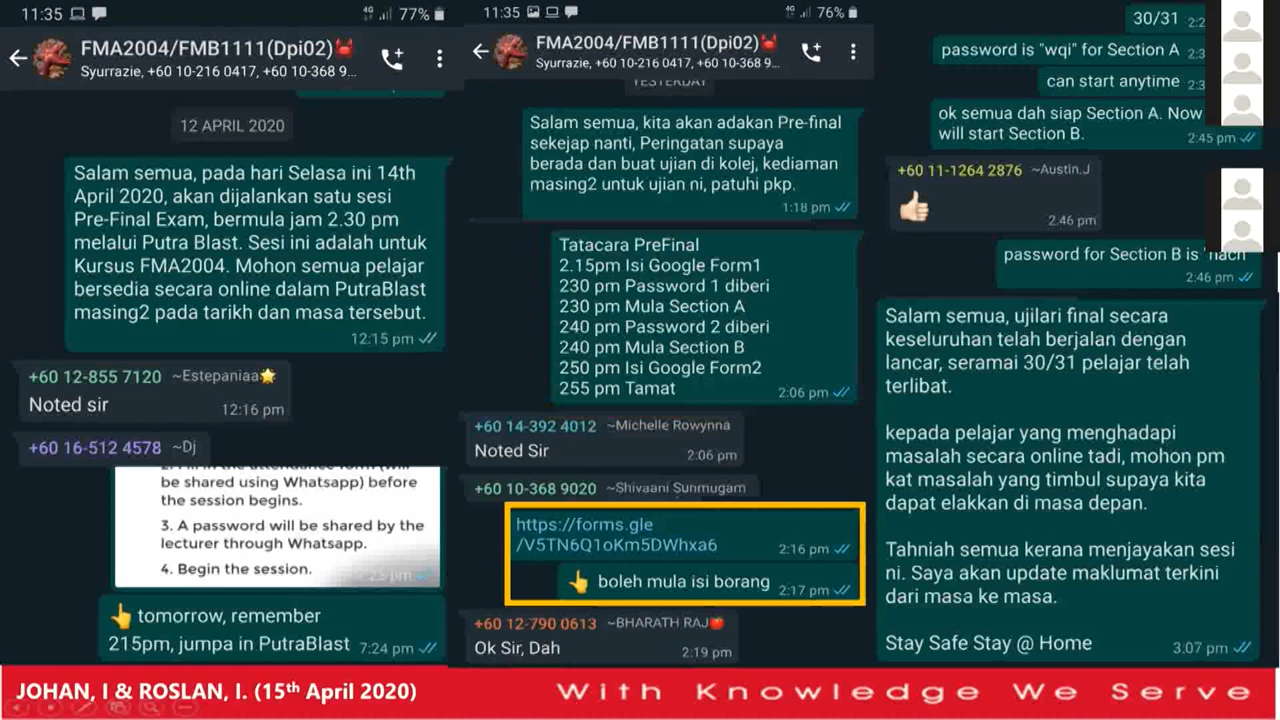 11:35
4G
77%
FMA2004/FMB1111(Dpi02)🦀
Syurrazie, +60 10-216 0417, +60 10-368 9...
12 APRIL 2020
Salam semua, pada hari Selasa ini 14th
April 2020, akan dijalankan satu sesi
Pre-Final Exam, bermula jam 2.30 pm
melalui Putra Blast. Sesi ini adalah untuk
Kursus FMA2004. Mohon semua pelajar
bersedia secara online dalam PutraBlast
masing2 pada tarikh dan masa tersebut.
12:15 pm
+60 12-855 7120 ~Estepaniaa🌟
Noted sir
12:16 pm
+60 16-512 4578 ~Dj
be shared using Whatsapp) before
the session begins.
3. A password will be shared by the
lecturer through Whatsapp.
4. Begin the session.
👆 tomorrow, remember
215pm, jumpa in PutraBlast
7:24 pm
11:35
4G
76%
FMA2004/FMB1111(Dpi02)🦀
Syurrazie, +60 10-216 0417, +60 10-368 9...
YESTERDAY
Salam semua, kita akan adakan Pre-final
sekejap nanti, Peringatan supaya
berada dan buat ujian di kolej, kediaman
masing2 untuk ujian ni, patuhi pkp.
1:18 pm
Tatacara PreFinal
2.15pm Isi Google Form1
230 pm Password 1 diberi
230 pm Mula Section A
240 pm Password 2 diberi
240 pm Mula Section B
250 pm Isi Google Form2
255 pm Tamat
2:06 pm
+60 14-392 4012 ~Michelle Rowynna
Noted Sir
2:06 pm
+60 10-368 9020 ~Shivaani Sunmugam
https://forms.gle
/V5TN6Q1oKm5DWhxa6
2:16 pm
👆 boleh mula isi borang
2:17 pm
+60 12-790 0613 ~BHARATH RAJ🍎
Ok Sir, Dah
2:19 pm
30/31
password is "wqi" for Section A
can start anytime
ok semua dah siap Section A. Now
will start Section B.
2:45 pm
+60 11-1264 2876 ~Austin.J
👍🏻
2:46 pm
password for Section B is "hach
2:46 pm
Salam semua, ujilari final secara
keseluruhan telah berjalan dengan
lancar, seramai 30/31 pelajar telah
terlibat.
kepada pelajar yang menghadapi
masalah secara online tadi, mohon pm
kat masalah yang timbul supaya kita
dapat elakkan di masa depan.
Tahniah semua kerana menjayakan sesi
ni. Saya akan update maklumat terkini
dari masa ke masa.
Stay Safe Stay @ Home
3.07 pm
JOHAN, I & ROSLAN, I. (15th April 2020)
With Knowledge We Serve